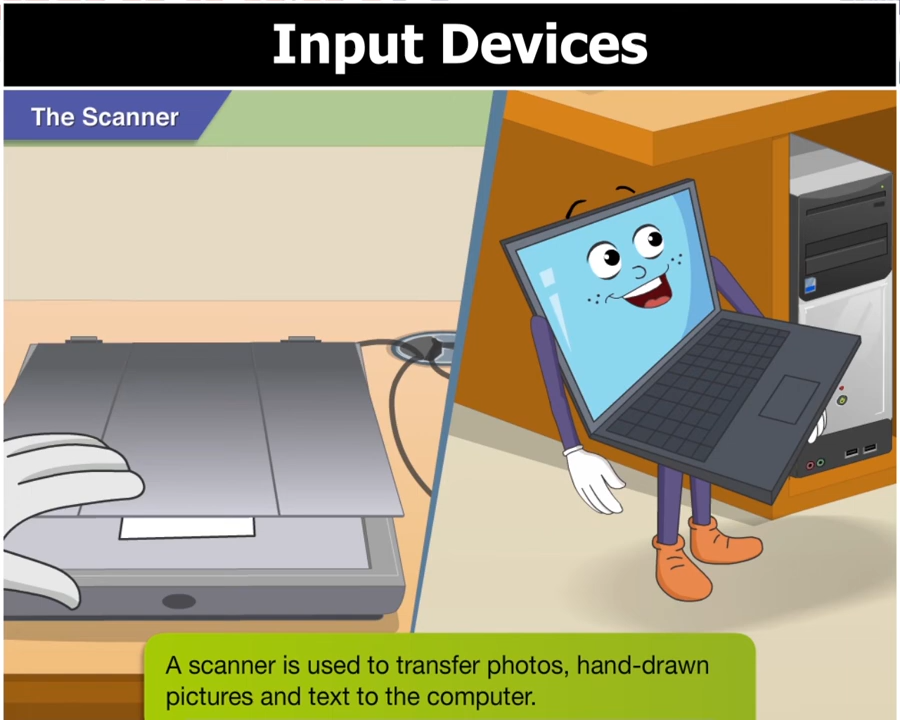 Input Devices
The Scanner
A scanner is used to transfer photos, hand-drawn
pictures and text to the computer.